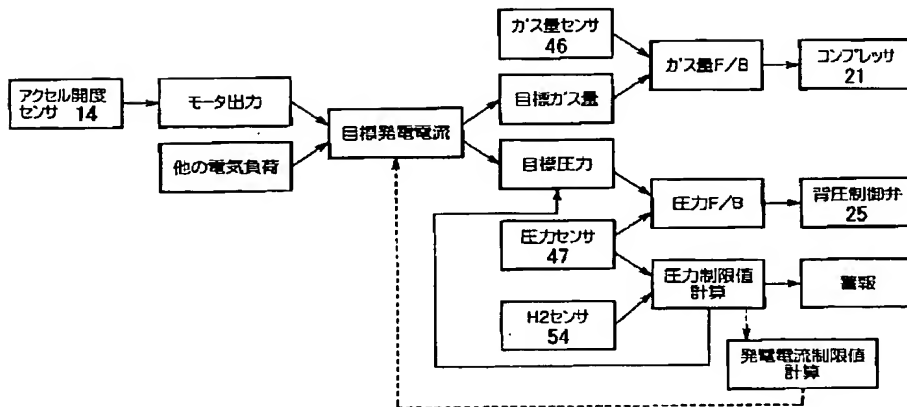 ガス量センサ
46
ガス量F/B
コンプレッサ
21
アクセル開度
センサ 14
モータ出力
目標ガス量
目標発電電流
他の電気負荷
目標圧力
圧力F/B
背圧制御弁
25
圧力センサ
47
圧力制限値
計算
警報
H2センサ
54
発電電流制限値
計算